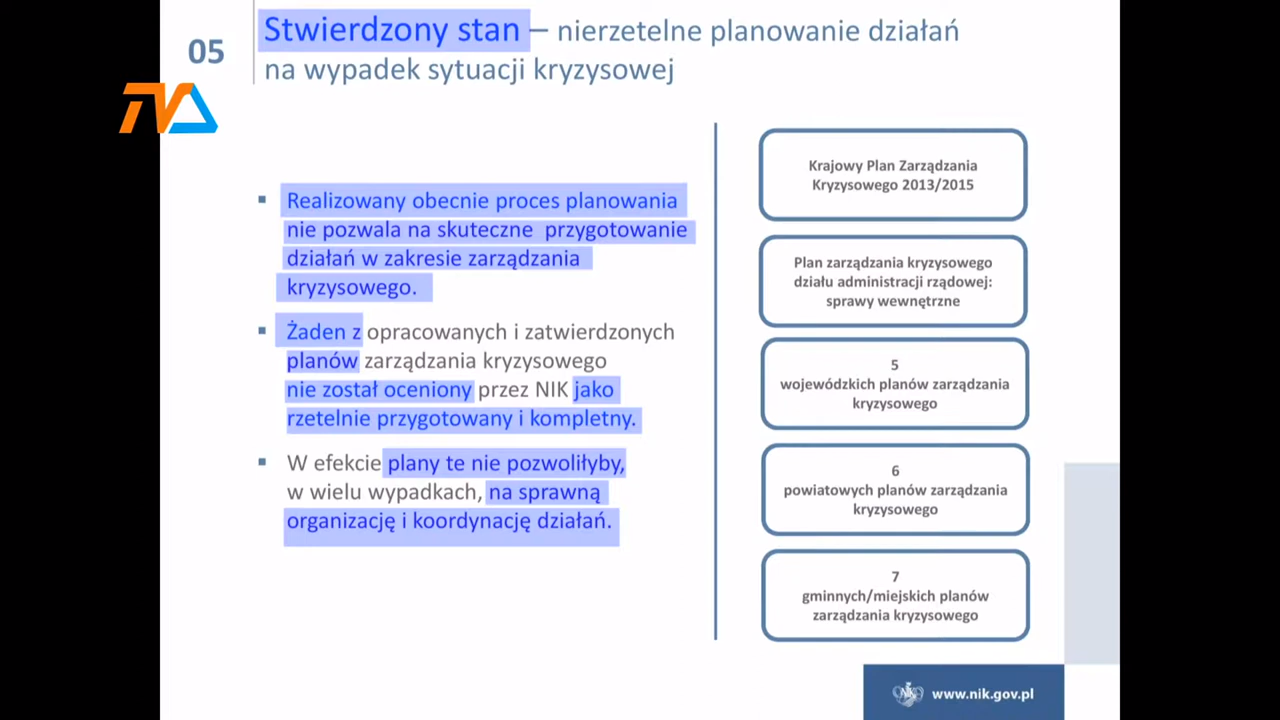 05
Stwierdzony stan – nierzetelne planowanie działań
na wypadek sytuacji kryzysowej
TVA
▪ Realizowany obecnie proces planowania
nie pozwala na skuteczne przygotowanie
działań w zakresie zarządzania
kryzysowego.
▪ Żaden z opracowanych i zatwierdzonych
planów zarządzania kryzysowego
nie został oceniony przez NIK jako
rzetelnie przygotowany i kompletny.
▪ W efekcie plany te nie pozwoliłyby,
w wielu wypadkach, na sprawną
organizację i koordynację działań.
Krajowy Plan Zarządzania
Kryzysowego 2013/2015
Plan zarządzania kryzysowego
działu administracji rządowej:
sprawy wewnętrzne
5
wojewódzkich planów zarządzania
kryzysowego
6
powiatowych planów zarządzania
kryzysowego
7
gminnych/miejskich planów
zarządzania kryzysowego
NIK www.nik.gov.pl